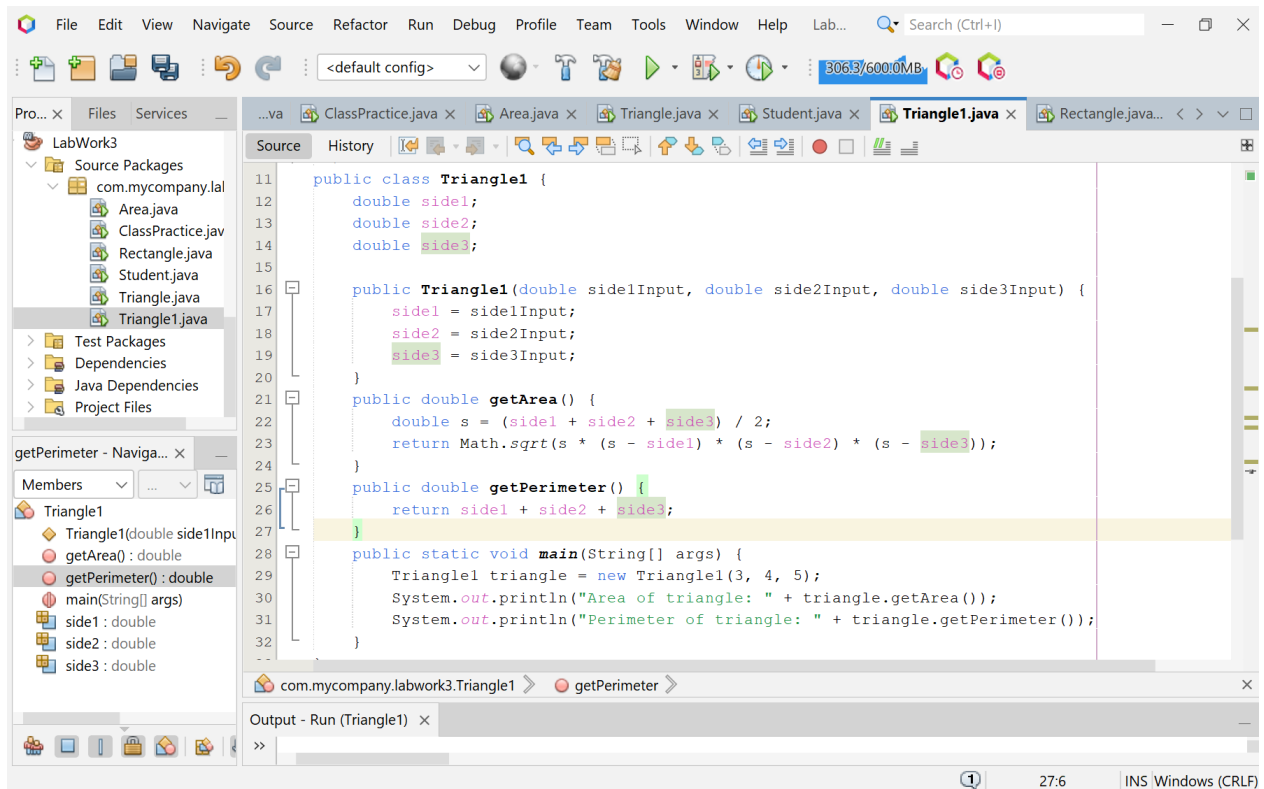 File Edit View Navigate Source Refactor Run Debug Profile Team Tools Window Help Lab... Search (Ctrl+I)
<default config> 306.3/600.0MB
Pro... Files Services
LabWork3
Source Packages
com.mycompany.lal
Area.java
ClassPractice.jav
Rectangle.java
Student.java
Triangle.java
Triangle1.java
Test Packages
Dependencies
Java Dependencies
Project Files
getPerimeter - Naviga...
Members ...
Triangle1
Triangle1(double side1Inpu
getArea() : double
getPerimeter() : double
main(String[] args)
side1 : double
side2 : double
side3 : double
...va ClassPractice.java Area.java Triangle.java Student.java Triangle1.java Rectangle.java...
Source History
11 public class Triangle1 {
12 double side1;
13 double side2;
14 double side3;
15
16 public Triangle1(double side1Input, double side2Input, double side3Input) {
17 side1 = side1Input;
18 side2 = side2Input;
19 side3 = side3Input;
20 }
21 public double getArea() {
22 double s = (side1 + side2 + side3) / 2;
23 return Math.sqrt(s * (s - side1) * (s - side2) * (s - side3));
24 }
25 public double getPerimeter() {
26 return side1 + side2 + side3;
27 }
28 public static void main(String[] args) {
29 Triangle1 triangle = new Triangle1(3, 4, 5);
30 System.out.println("Area of triangle: " + triangle.getArea());
31 System.out.println("Perimeter of triangle: " + triangle.getPerimeter());
32 }
com.mycompany.labwork3.Triangle1 getPerimeter
Output - Run (Triangle1)
1 27:6 INS Windows (CRLF)